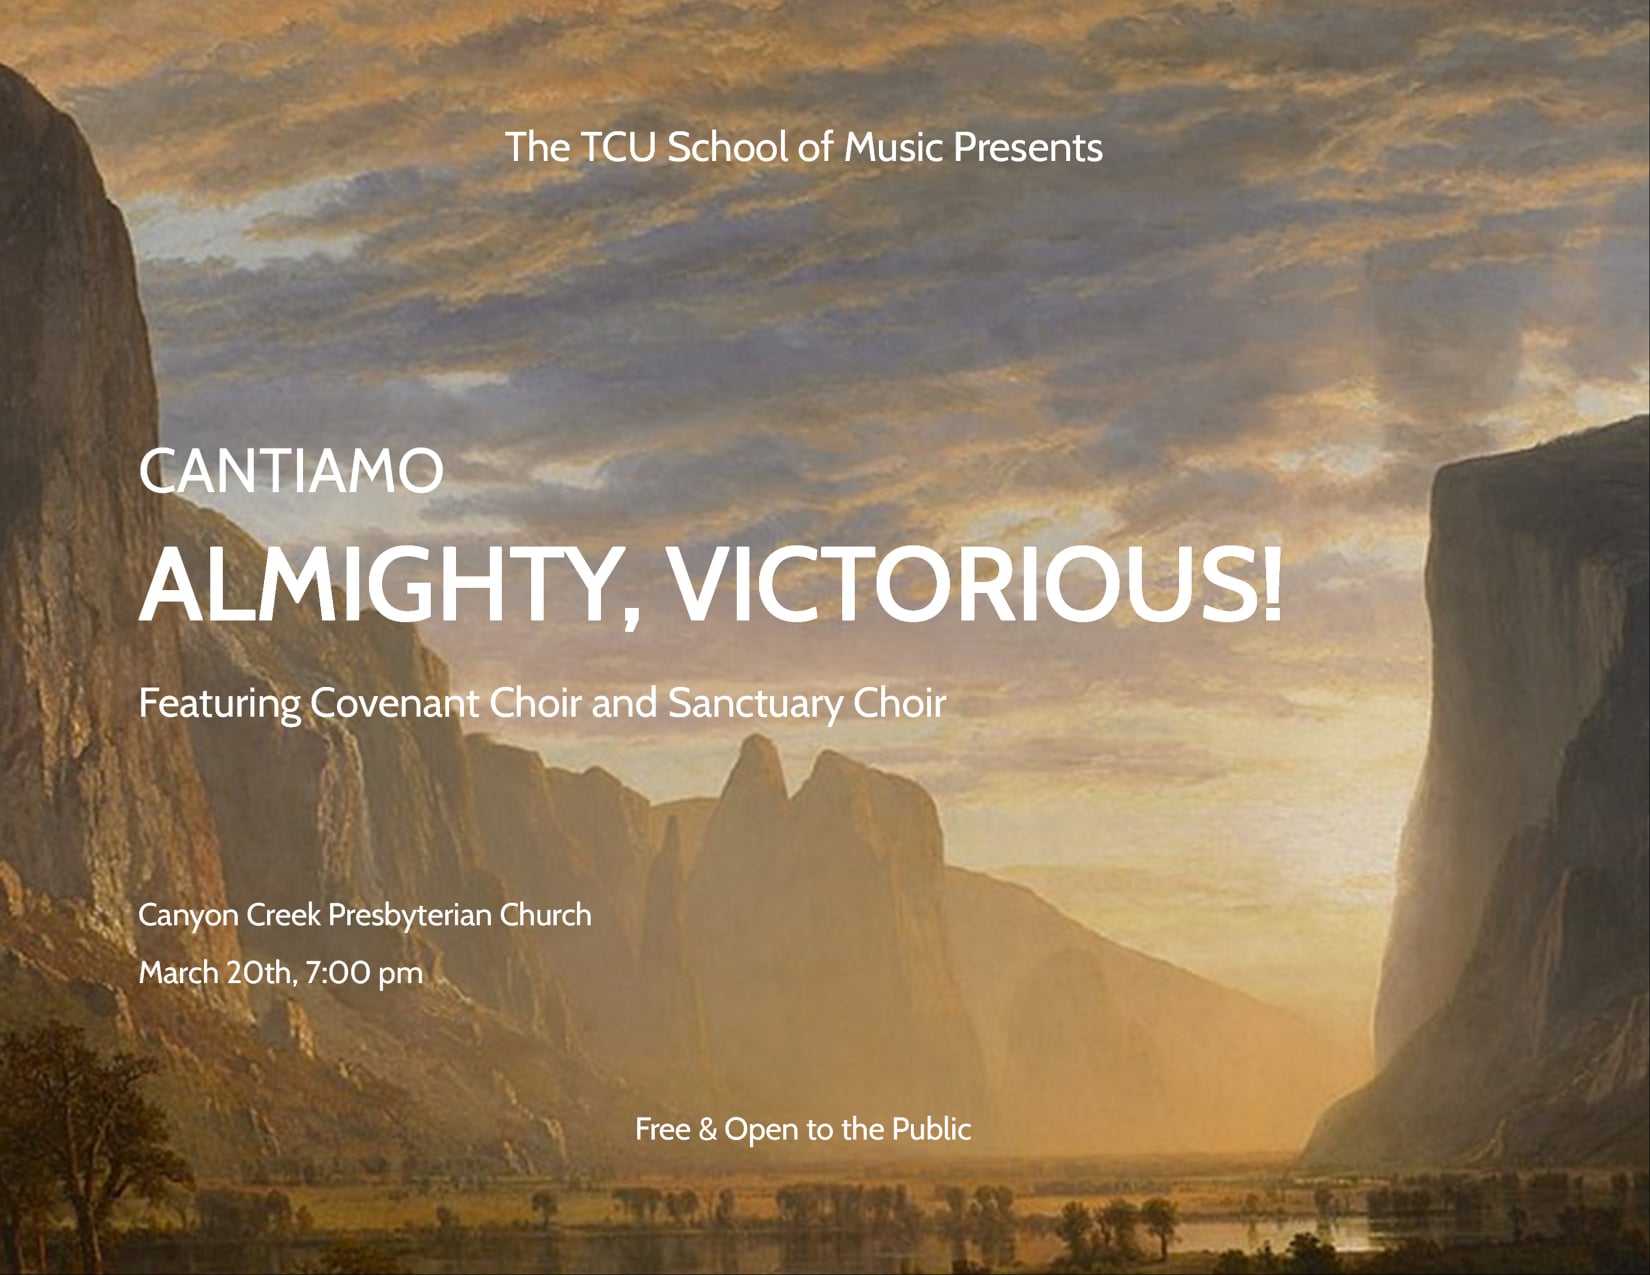 The TCU School of Music Presents
CANTIAMO
ALMIGHTY, VICTORIOUS!
Featuring Covenant Choir and Sanctuary Choir
Canyon Creek Presbyterian Church
March 20th, 7:00 pm
Free & Open to the Public